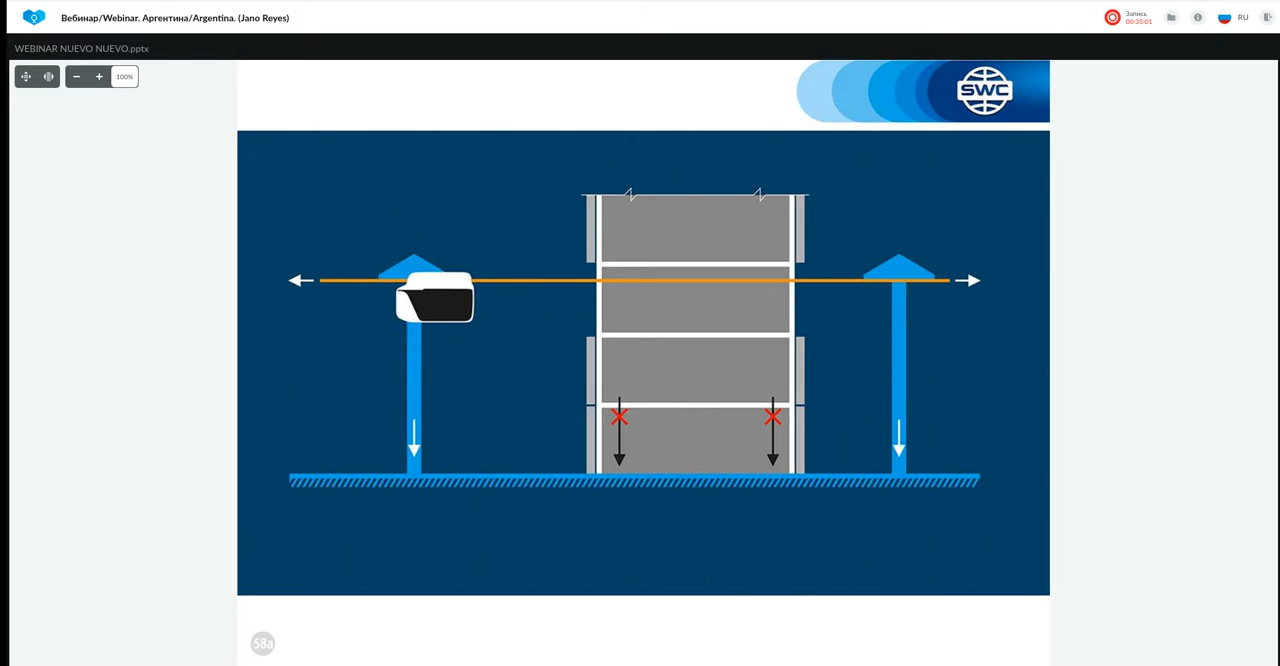 Вебинар/Webinar. Аргентина/Argentina. (Jano Reyes)
Запись
00:35:01
RU
WEBINAR NUEVO NUEVO.pptx
100%
SWC
58a